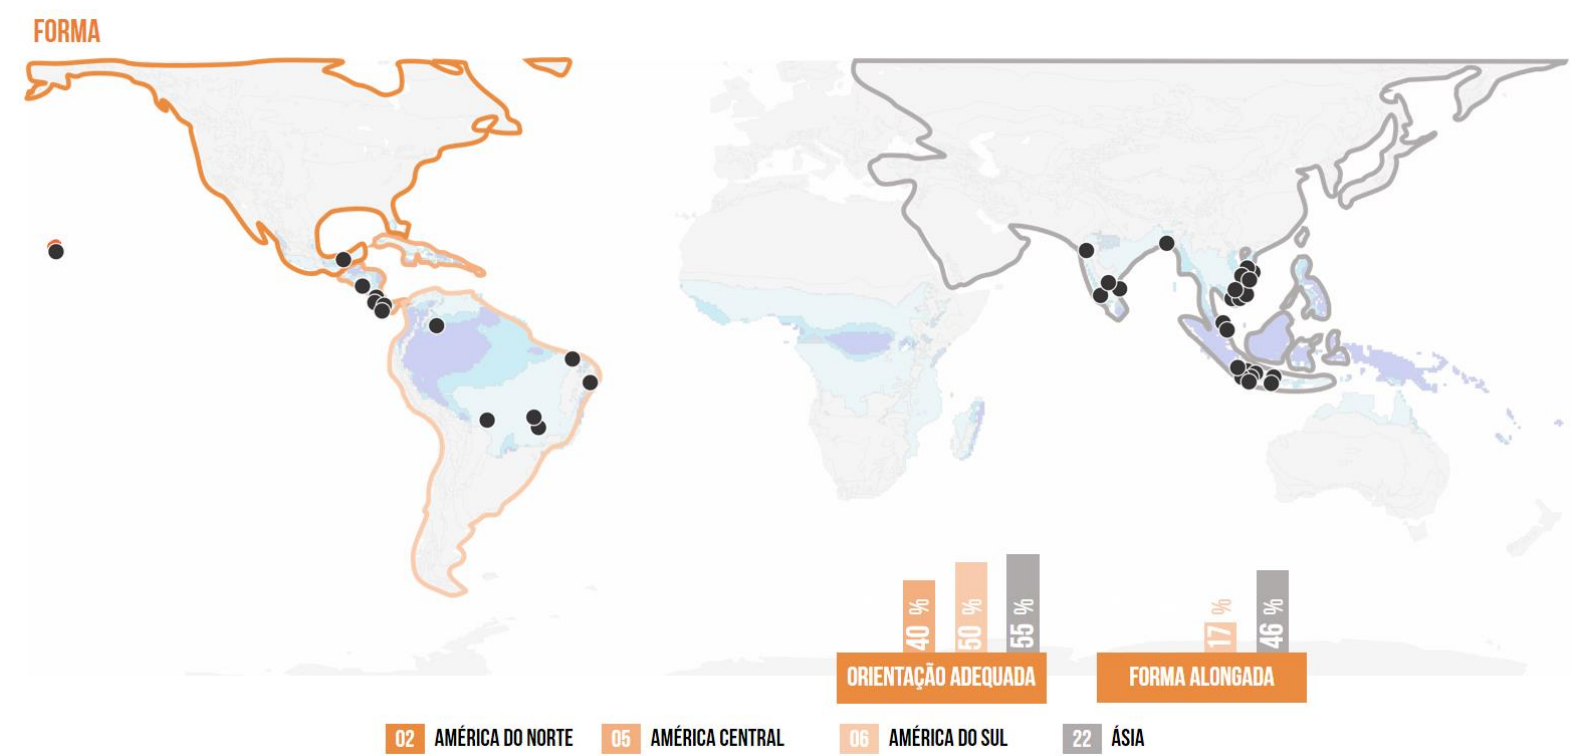 FORMA
40 %
50 %
55 %
17 %
46 %
ORIENTAÇÃO ADEQUADA
FORMA ALONGADA
02 AMÉRICA DO NORTE
05 AMÉRICA CENTRAL
06 AMÉRICA DO SUL
22 ÁSIA